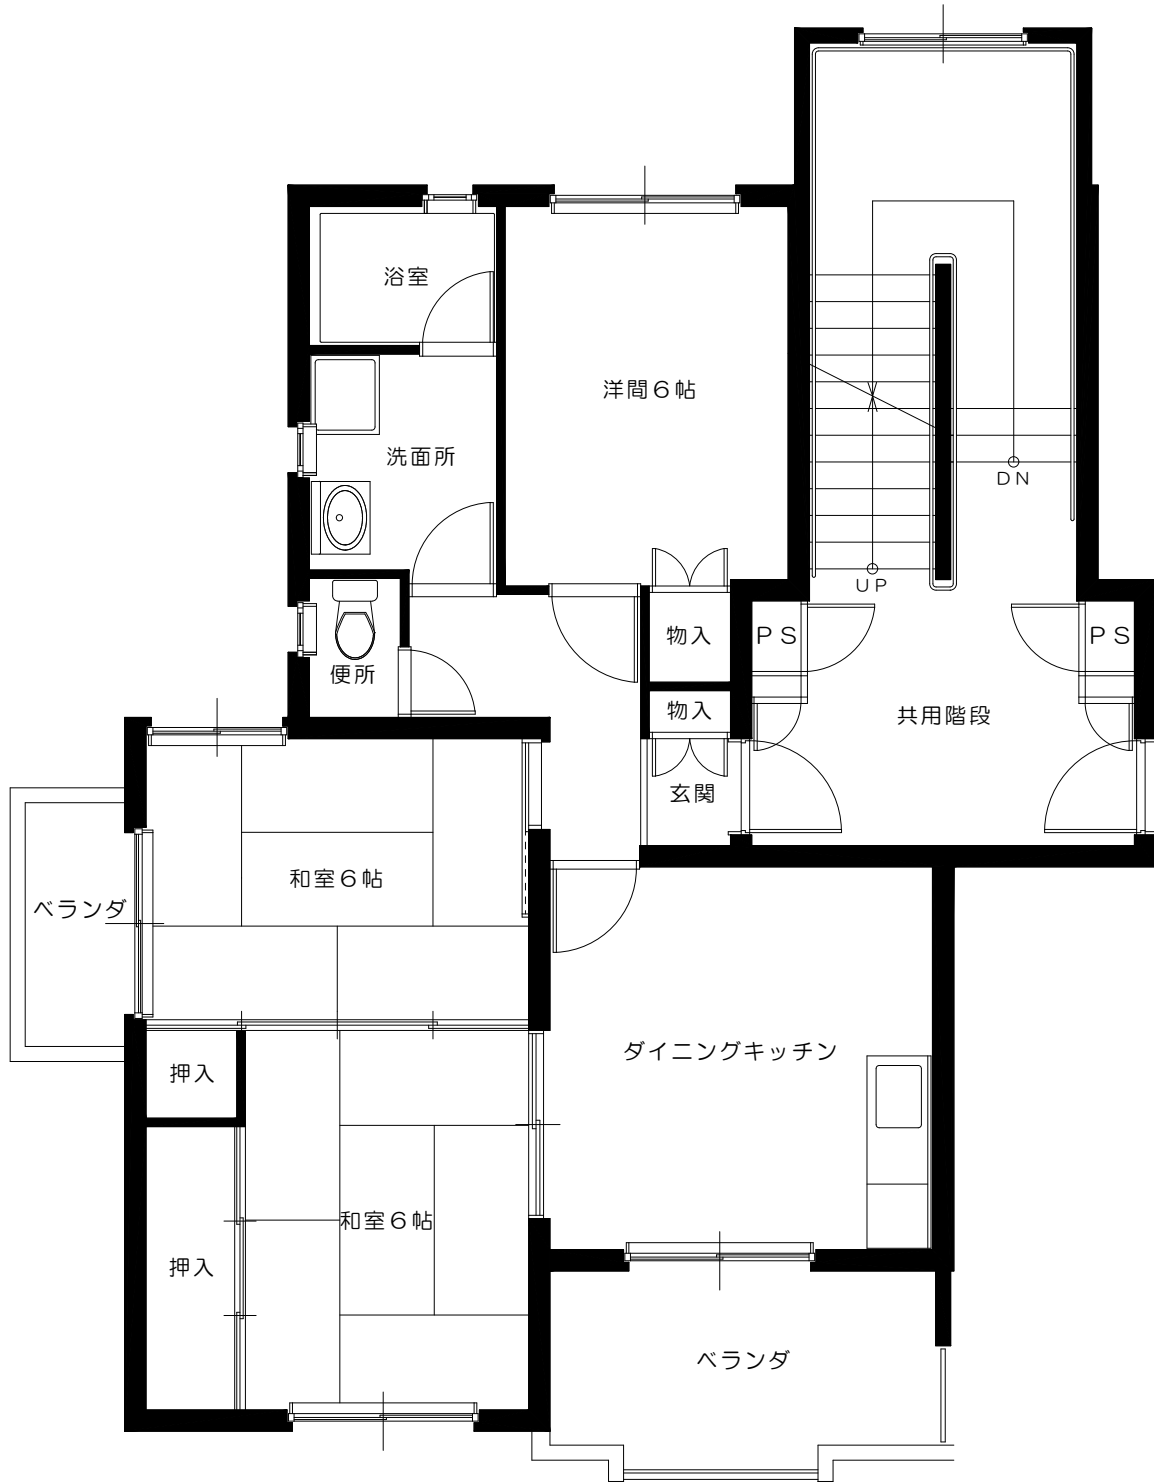 浴室
洋間6帖
洗面所
DN
UP
物入
PS
PS
便所
物入
共用階段
玄関
和室6帖
ベランダ
ダイニングキッチン
押入
和室6帖
押入
ベランダ